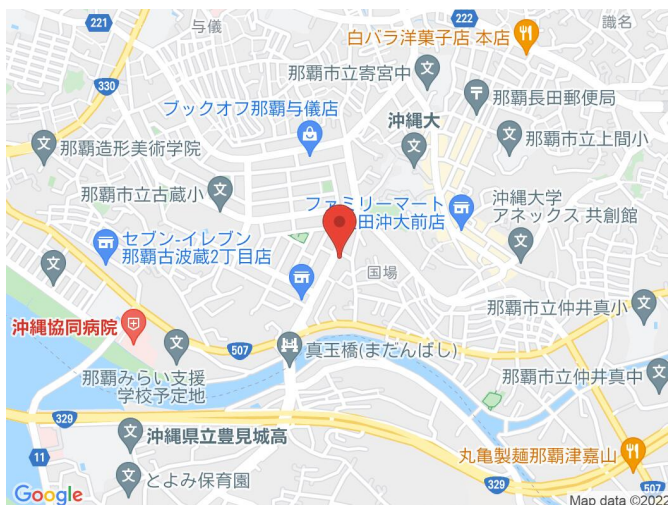 221
与儀
222
識名
白バラ洋菓子店 本店
330
那覇市立寄宮中
那覇長田郵便局
ブックオフ那覇与儀店
沖縄大
那覇市立上間小
那覇造形美術学院
那覇市立古蔵小
ファミリーマート
田沖大前店
沖縄大学
アネックス 共創館
セブン-イレブン
那覇古波蔵2丁目店
国場
那覇市立仲井真小
沖縄協同病院
507
真玉橋(まだんばし)
507
那覇みらい支援
学校予定地
那覇市立仲井真中
329
沖縄県立豊見城高
丸亀製麺那覇津嘉山
11
とよみ保育園
329
Google
Map data ©2022